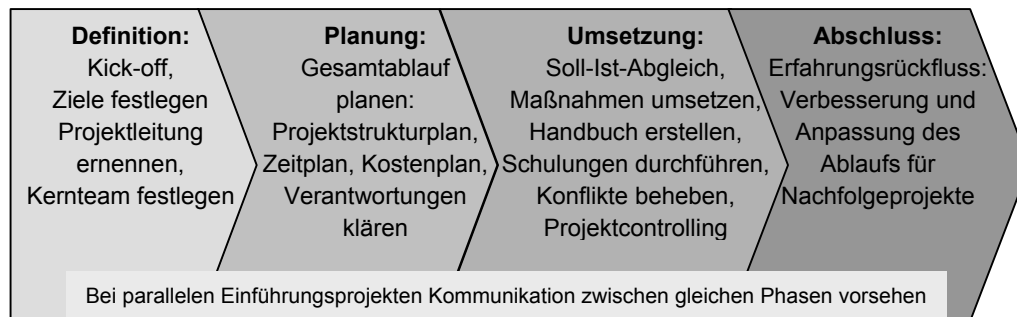 Definition:
Kick-off,
Ziele festlegen
Projektleitung
ernennen,
Kernteam festlegen
Planung:
Gesamtablauf
planen:
Projektstrukturplan,
Zeitplan, Kostenplan,
Verantwortungen
klären
Umsetzung:
Soll-Ist-Abgleich,
Maßnahmen umsetzen,
Handbuch erstellen,
Schulungen durchführen,
Konflikte beheben,
Projektcontrolling
Abschluss:
Erfahrungsrückfluss:
Verbesserung und
Anpassung des
Ablaufs für
Nachfolgeprojekte
Bei parallelen Einführungsprojekten Kommunikation zwischen gleichen Phasen vorsehen